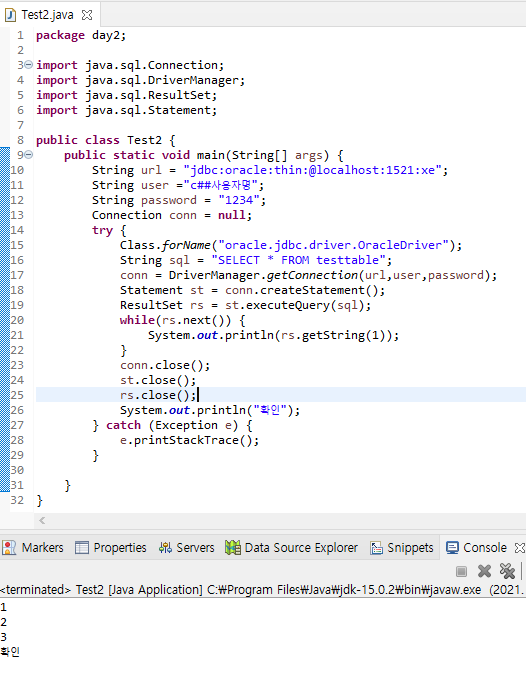 Test2.java
1 package day2;
2
3 import java.sql.Connection;
4 import java.sql.DriverManager;
5 import java.sql.ResultSet;
6 import java.sql.Statement;
7
8 public class Test2 {
9     public static void main(String[] args) {
10         String url = "jdbc:oracle:thin:@localhost:1521:xe";
11         String user ="c##사용자명";
12         String password = "1234";
13         Connection conn = null;
14         try {
15             Class.forName("oracle.jdbc.driver.OracleDriver");
16             String sql = "SELECT * FROM testtable";
17             conn = DriverManager.getConnection(url,user,password);
18             Statement st = conn.createStatement();
19             ResultSet rs = st.executeQuery(sql);
20             while(rs.next()) {
21                 System.out.println(rs.getString(1));
22             }
23             conn.close();
24             st.close();
25             rs.close();
26             System.out.println("확인");
27         } catch (Exception e) {
28             e.printStackTrace();
29         }
30
31     }
32 }
Markers Properties Servers Data Source Explorer Snippets Console
<terminated> Test2 [Java Application] C:₩Program Files₩Java₩jdk-15.0.2₩bin₩javaw.exe (2021.
1
2
3
확인